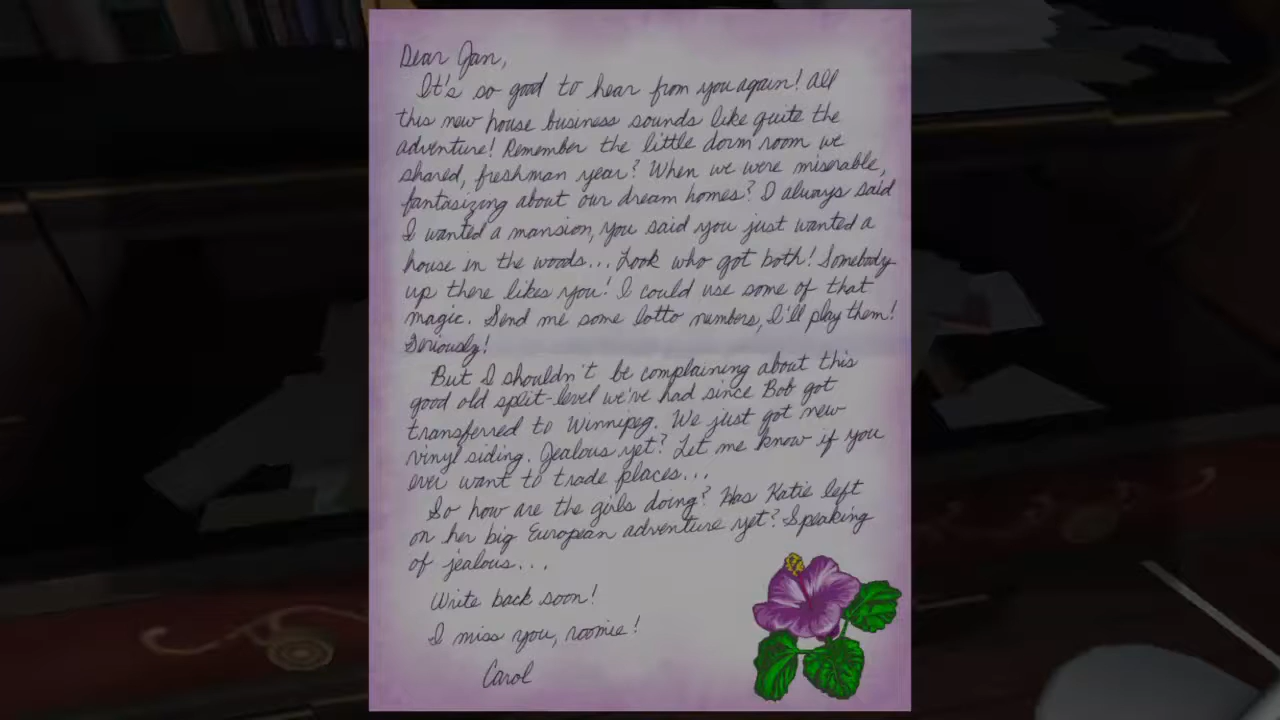 Dear Jan,
It's so good to hear from you again! All
this new house business sounds like quite the
adventure! Remember the little dorm room we
shared, freshman year? When we were miserable,
fantasizing about our dream homes? I always said
I wanted a mansion, you said you just wanted a
house in the woods... Look who got both! Somebody
up there likes you! I could use some of that
magic. Send me some lotto numbers, I'll play them!
Seriously!
But I shouldn't be complaining about this
good old split-level we've had since Bob got
transferred to Winnipeg. We just got new
vinyl siding. Jealous yet? Let me know if you
ever want to trade places...
So how are the girls doing? Has Katie left
on her big European adventure yet? Speaking
of jealous...
Write back soon!
I miss you, roomie!
Carol